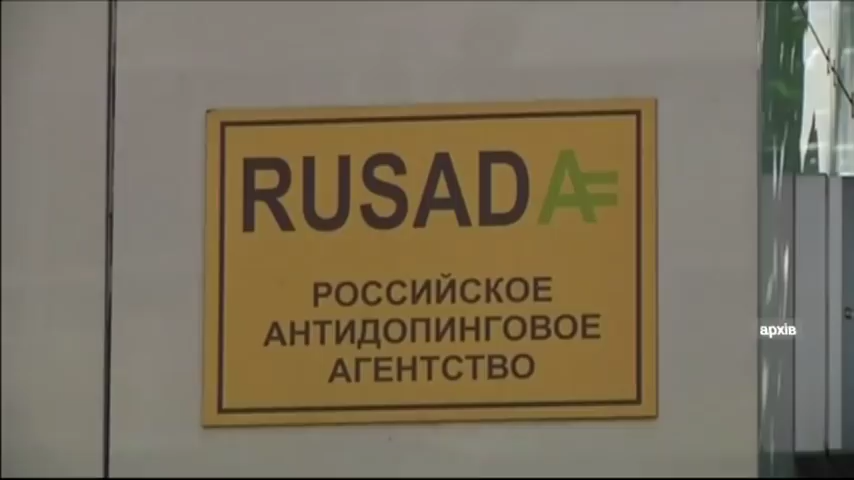 RUSADA
РОССИЙСКОЕ
АНТИДОПИНГОВОЕ
АГЕНТСТВО
архів